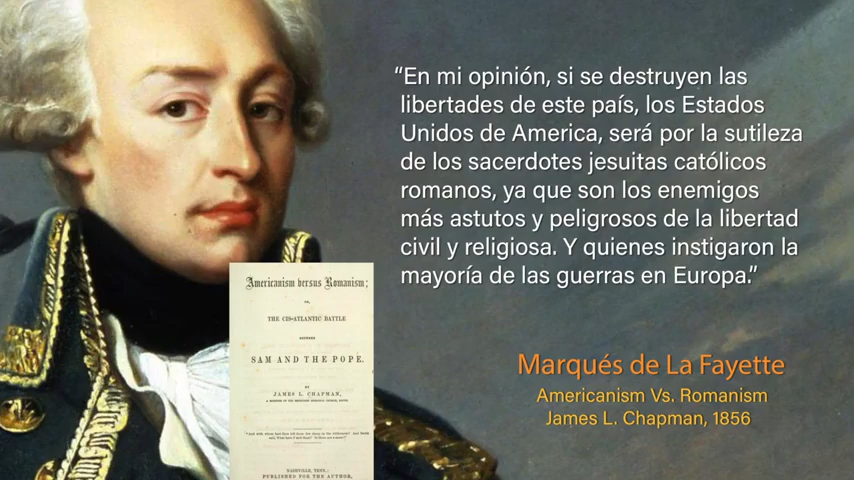 “En mi opinión, si se destruyen las
libertades de este país, los Estados
Unidos de America, será por la sutileza
de los sacerdotes jesuitas católicos
romanos, ya que son los enemigos
más astutos y peligrosos de la libertad
civil y religiosa. Y quienes instigaron la
mayoría de las guerras en Europa.”
Marqués de La Fayette
Americanism Vs. Romanism
James L. Chapman, 1856
Americanism versus Romanism;
OR,
THE CIS-ATLANTIC BATTLE
BETWEEN
SAM AND THE POPE.
BY
JAMES L. CHAPMAN,
NASHVILLE, TENN.:
PUBLISHED FOR THE AUTHOR,